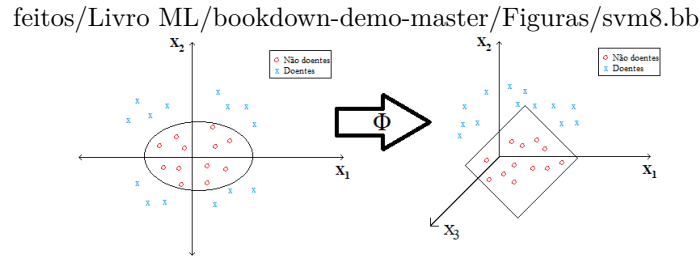 feitos/Livro ML/bookdown-demo-master/Figuras/svm8.bb
X2
Não doentes
Doentes
X1
Φ
X2
Não doentes
Doentes
X1
X3